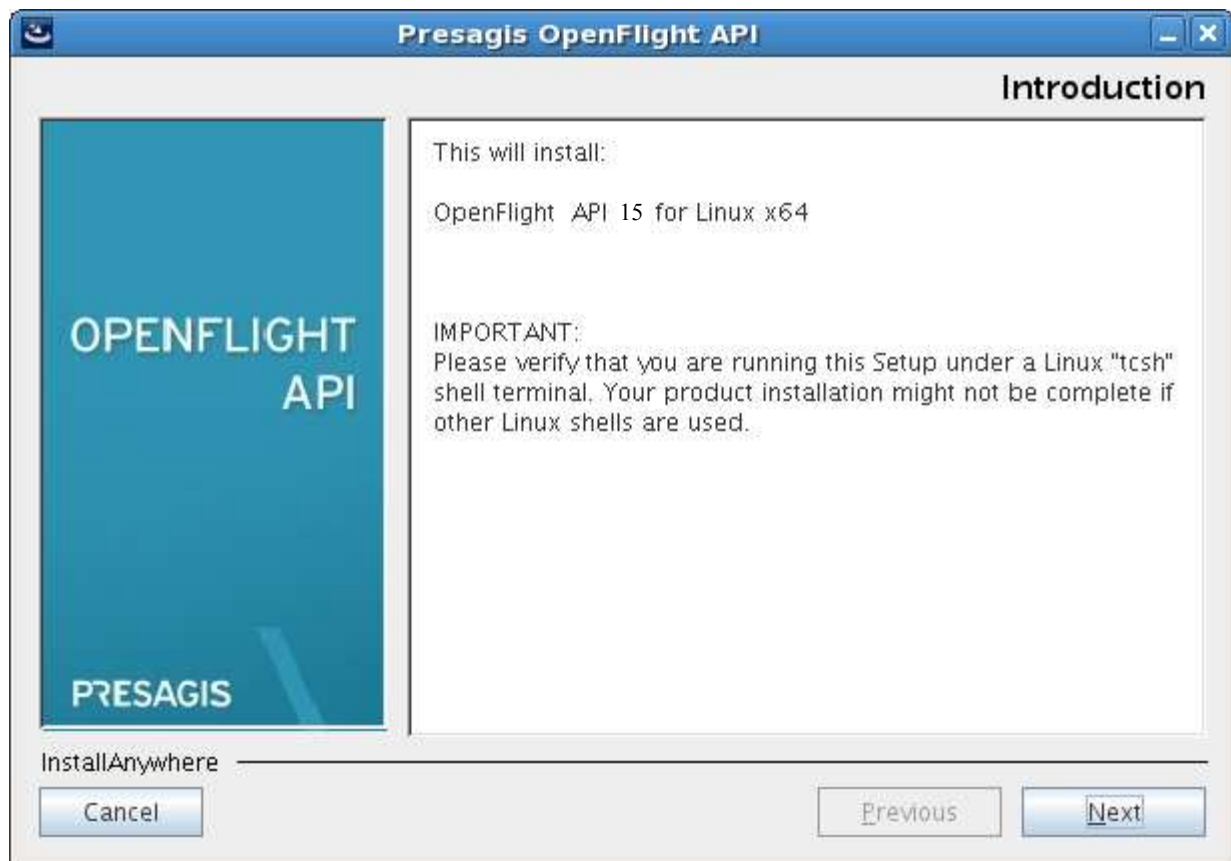 Presagis OpenFlight API
Introduction
OPENFLIGHT
API
PRESAGIS
This will install:
OpenFlight API 15 for Linux x64
IMPORTANT:
Please verify that you are running this Setup under a Linux "tcsh"
shell terminal. Your product installation might not be complete if
other Linux shells are used.
InstallAnywhere
Cancel
Previous
Next